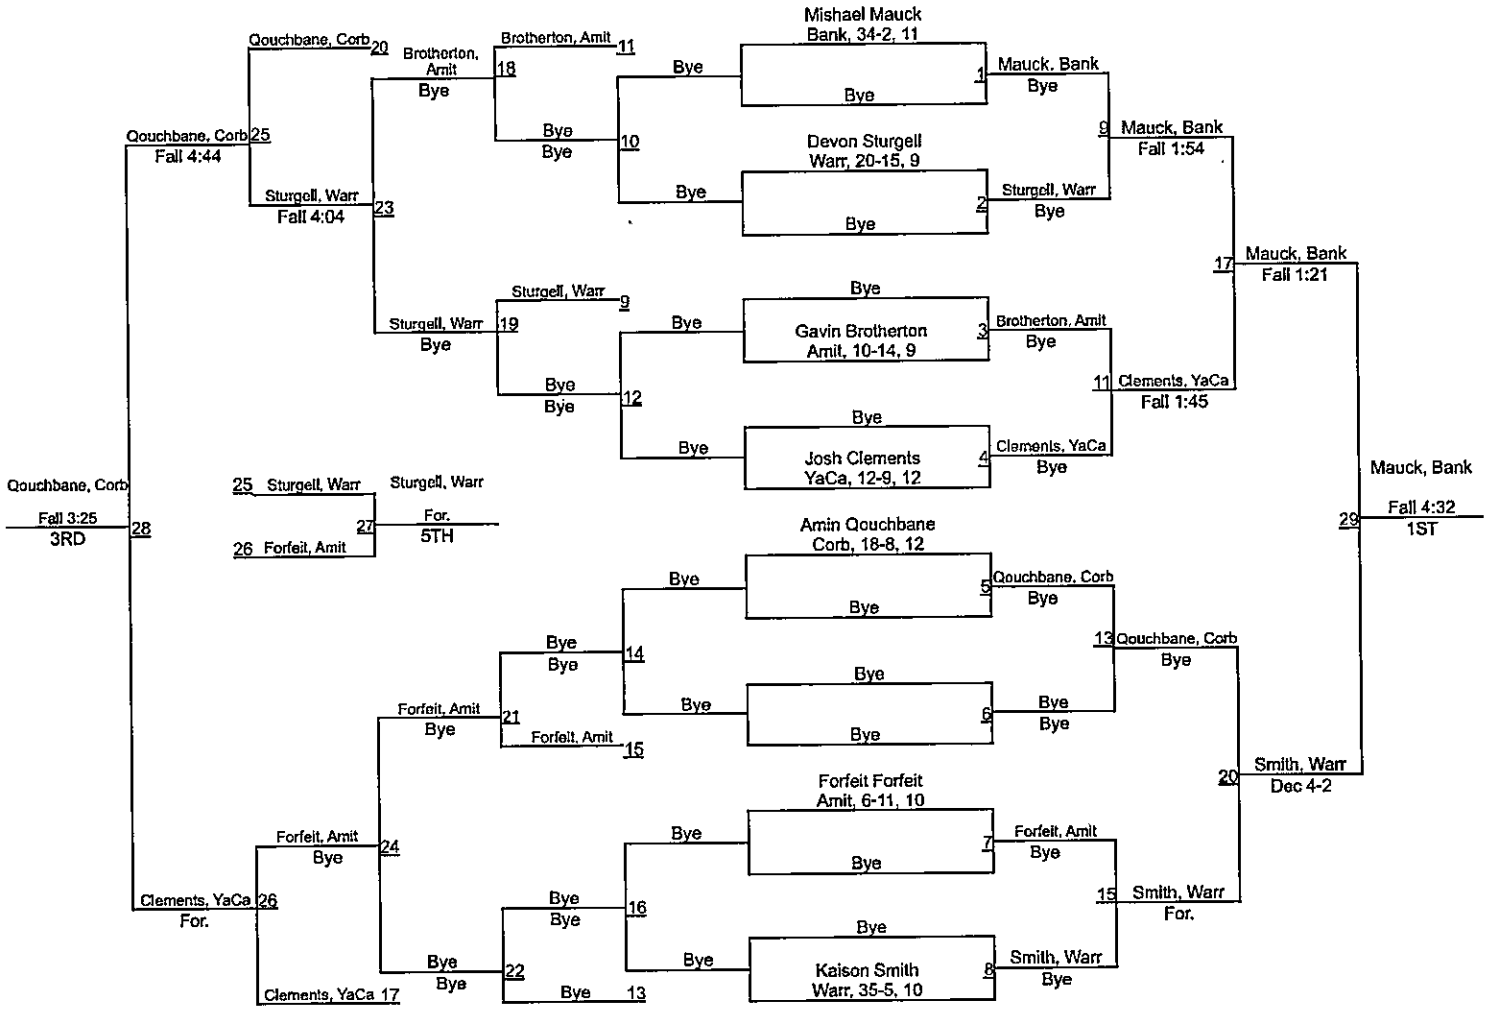 Mishael Mauck
Bank, 34-2, 11
Bye
1
Mauck, Bank
Bye
Devon Sturgell
Warr, 20-15, 9
Bye
2
Sturgell, Warr
Bye
9
Mauck, Bank
Fall 1:54
Bye
Gavin Brotherton
Amit, 10-14, 9
3
Brotherton, Amit
Bye
Bye
Josh Clements
YaCa, 12-9, 12
4
Clements, YaCa
Bye
11
Clements, YaCa
Fall 1:45
17
Mauck, Bank
Fall 1:21
Amin Qouchbane
Corb, 18-8, 12
Bye
5
Qouchbane, Corb
Bye
Bye
Bye
6
Bye
Bye
13
Qouchbane, Corb
Bye
Forfeit Forfeit
Amit, 6-11, 10
Bye
7
Forfeit, Amit
Bye
Bye
Kaison Smith
Warr, 35-5, 10
8
Smith, Warr
Bye
15
Smith, Warr
For.
20
Smith, Warr
Dec 4-2
29
Mauck, Bank
Fall 4:32
1ST
Bye
10
Bye
Brotherton, Amit
11
18
Bye
Bye
Brotherton,
Amit
Bye
Bye
12
Bye
Sturgell, Warr
9
19
Bye
Bye
Sturgell, Warr
Bye
23
Qouchbane, Corb
20
25
Sturgell, Warr
Fall 4:04
Qouchbane, Corb
Fall 4:44
25
Sturgell, Warr
27
26
Forfeit, Amit
Sturgell, Warr
For.
5TH
Qouchbane, Corb
Fall 3:25
3RD
28
Bye
14
Bye
Bye
Bye
21
Forfeit, Amit
15
Forfeit, Amit
Bye
Bye
16
Bye
Bye
Bye
22
Bye
13
Bye
Bye
24
Forfeit, Amit
Bye
26
Clements, YaCa
17
Clements, YaCa
For.